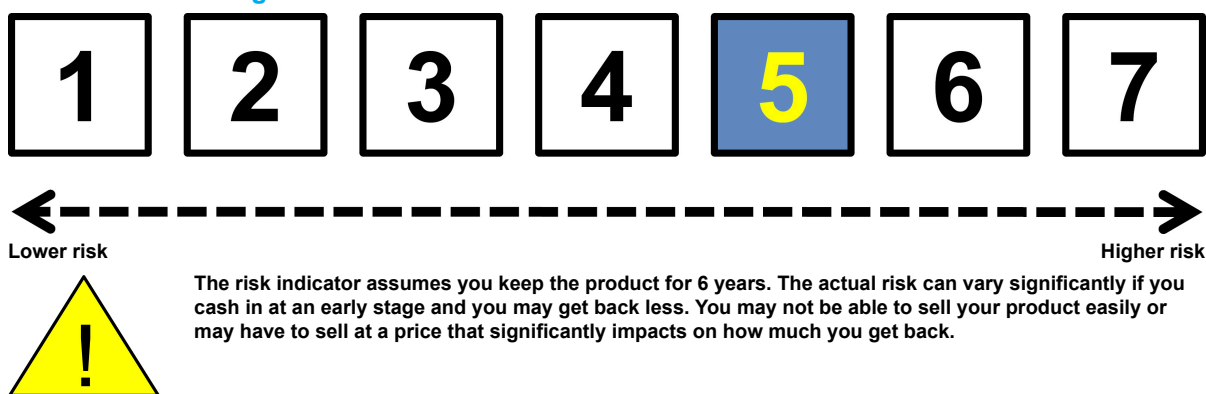 1 2 3 4 5 6 7
Lower risk Higher risk
The risk indicator assumes you keep the product for 6 years. The actual risk can vary significantly if you
cash in at an early stage and you may get back less. You may not be able to sell your product easily or
may have to sell at a price that significantly impacts on how much you get back.
!